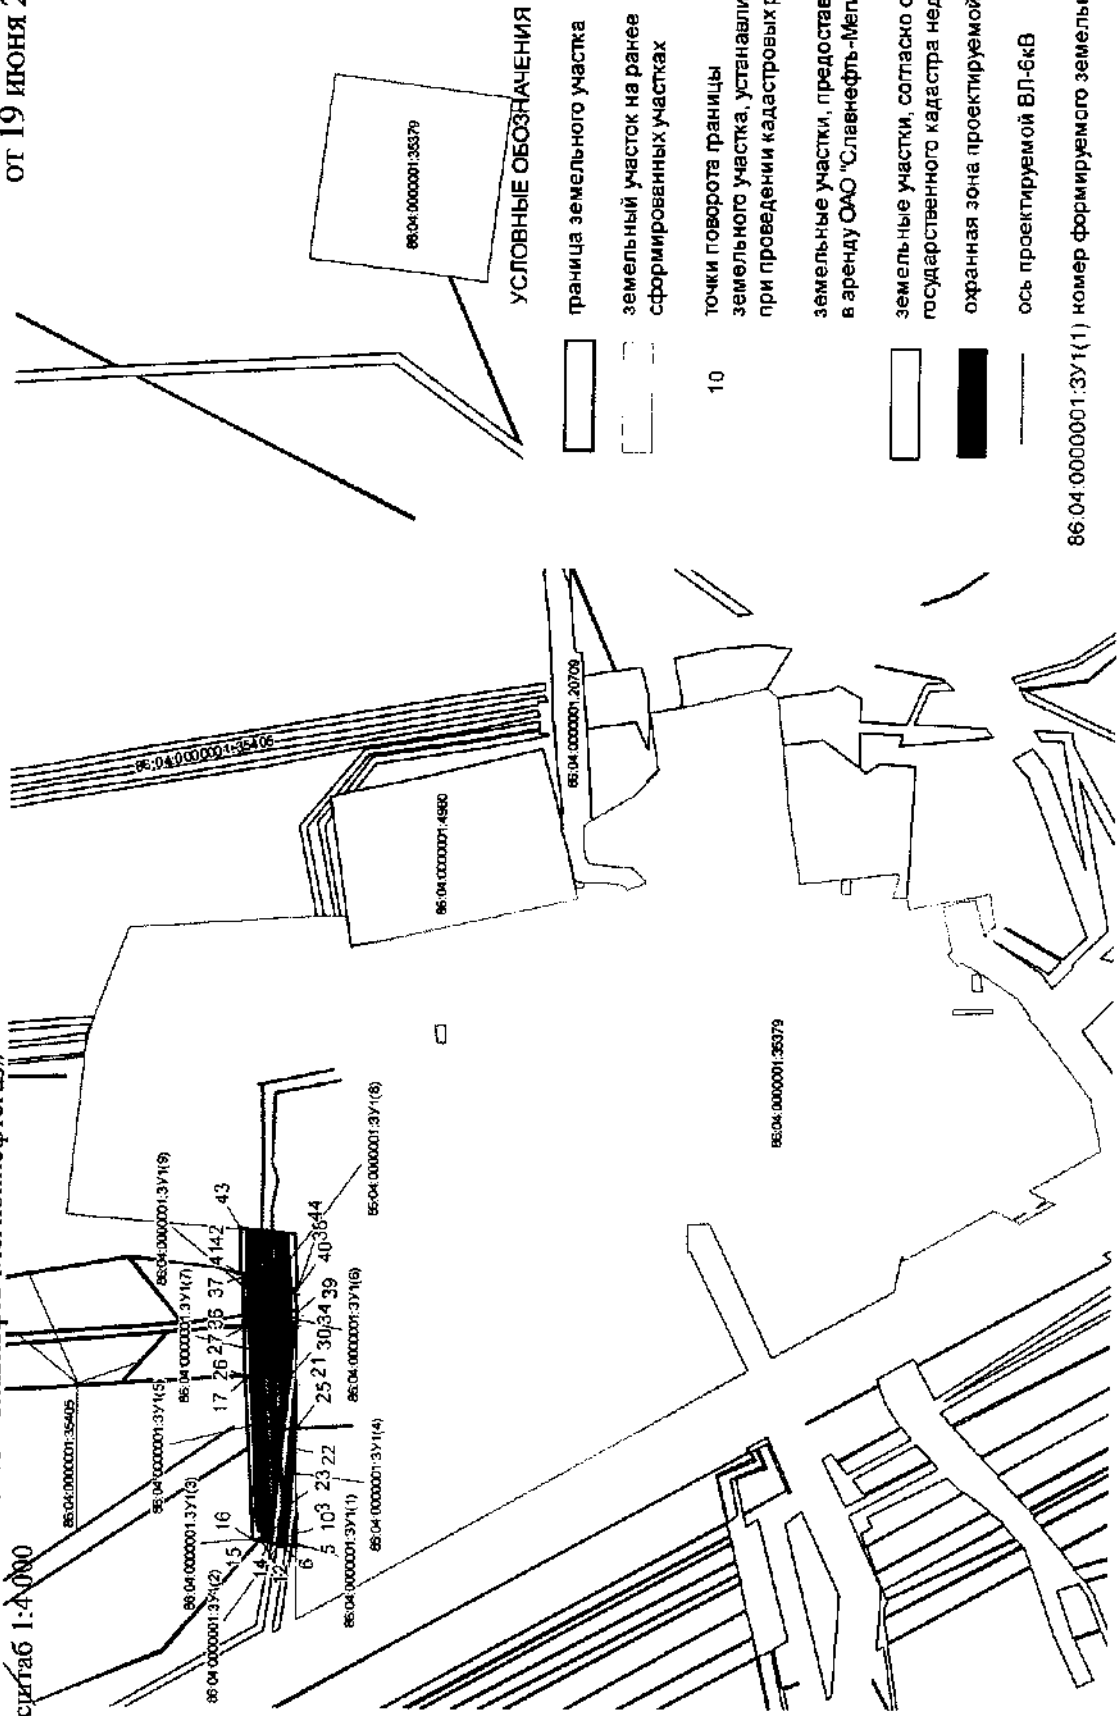 от 19 июня 2
сштаб 1:4 000
УСЛОВНЫЕ ОБОЗНАЧЕНИЯ
граница земельного участка
земельный участок на ранее
сформированных участках
10
точки поворота границы
земельного участка, устанавли
при проведении кадастровых р
земельные участки, предостав
в аренду ОАО "Славнефть-Мег
земельные участки, согласно с
государственного кадастра нед
охранная зона проектируемой
ось проектируемой ВЛ-6кВ
86:04:0000001:ЗУ1(1) номер формируемого земельн
86:04:0000001:35379
86:04:0000001:35405
86:04:0000001:4980
86:04:0000001:20709
86:04:0000001:35379
86:04:0000001:35405
86:04:0000001:ЗУ1(9)
86:04:0000001:ЗУ1(7)
86:04:0000001:ЗУ1(5)
86:04:0000001:ЗУ1(3)
86:04:0000001:ЗУ1(2)
86:04:0000001:ЗУ1(1)
86:04:0000001:ЗУ1(4)
86:04:0000001:ЗУ1(6)
86:04:0000001:ЗУ1(8)
15
16
17
26
27
36
37
41
42
43
14
12
6
5
10
3
23
22
25
21
30
34
39
40
38
44